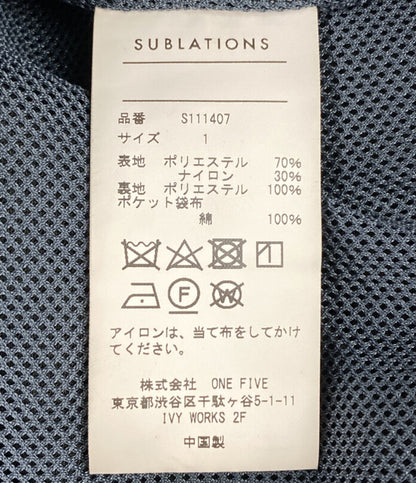 SUBLATIONS
品番 S111407
サイズ 1
表地 ポリエステル 70%
ナイロン 30%
裏地 ポリエステル 100%
ポケット袋布
綿 100%
F W
アイロンは、当て布をしてかけ
てください。
株式会社 ONE FIVE
東京都渋谷区千駄ヶ谷5-1-11
IVY WORKS 2F
中国製